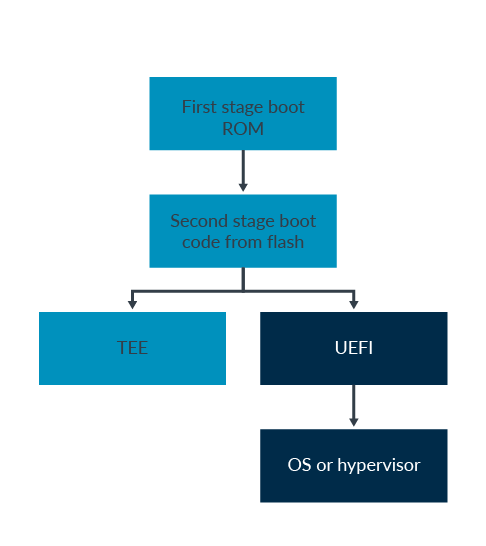 First stage boot
ROM
Second stage boot
code from flash
TEE
UEFI
OS or hypervisor